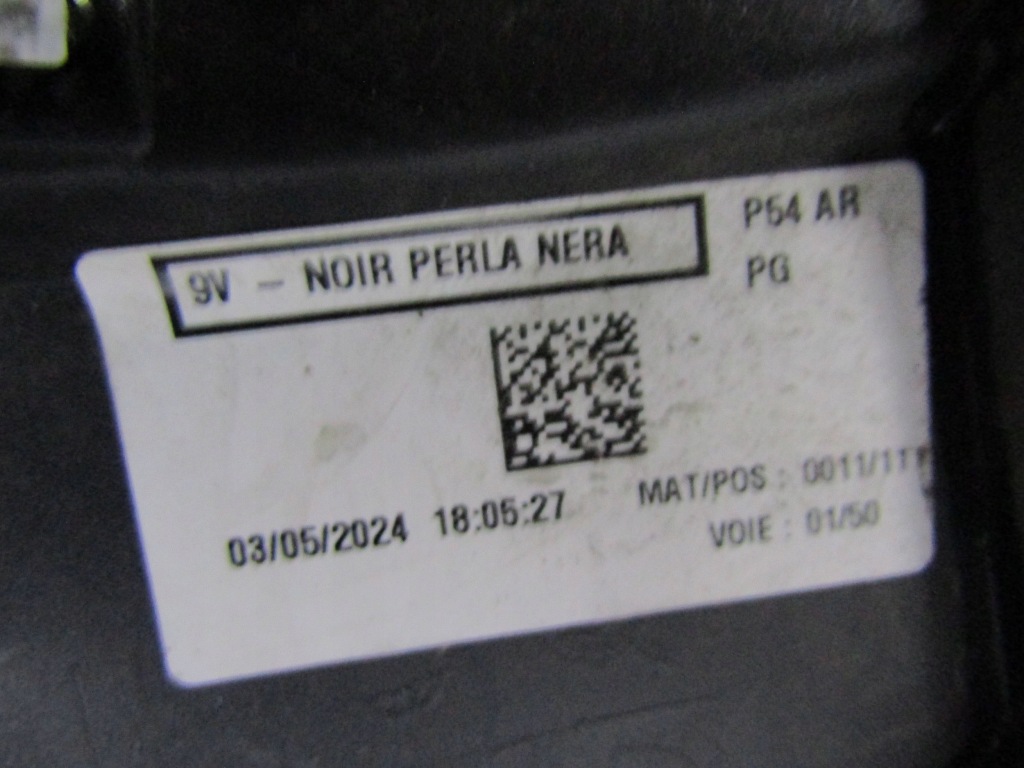 9V - NOIR PERLA NERA
P54 AR
PG
03/05/2024 18:05:27
MAT/POS : 0011/1T
VOIE : 01/50